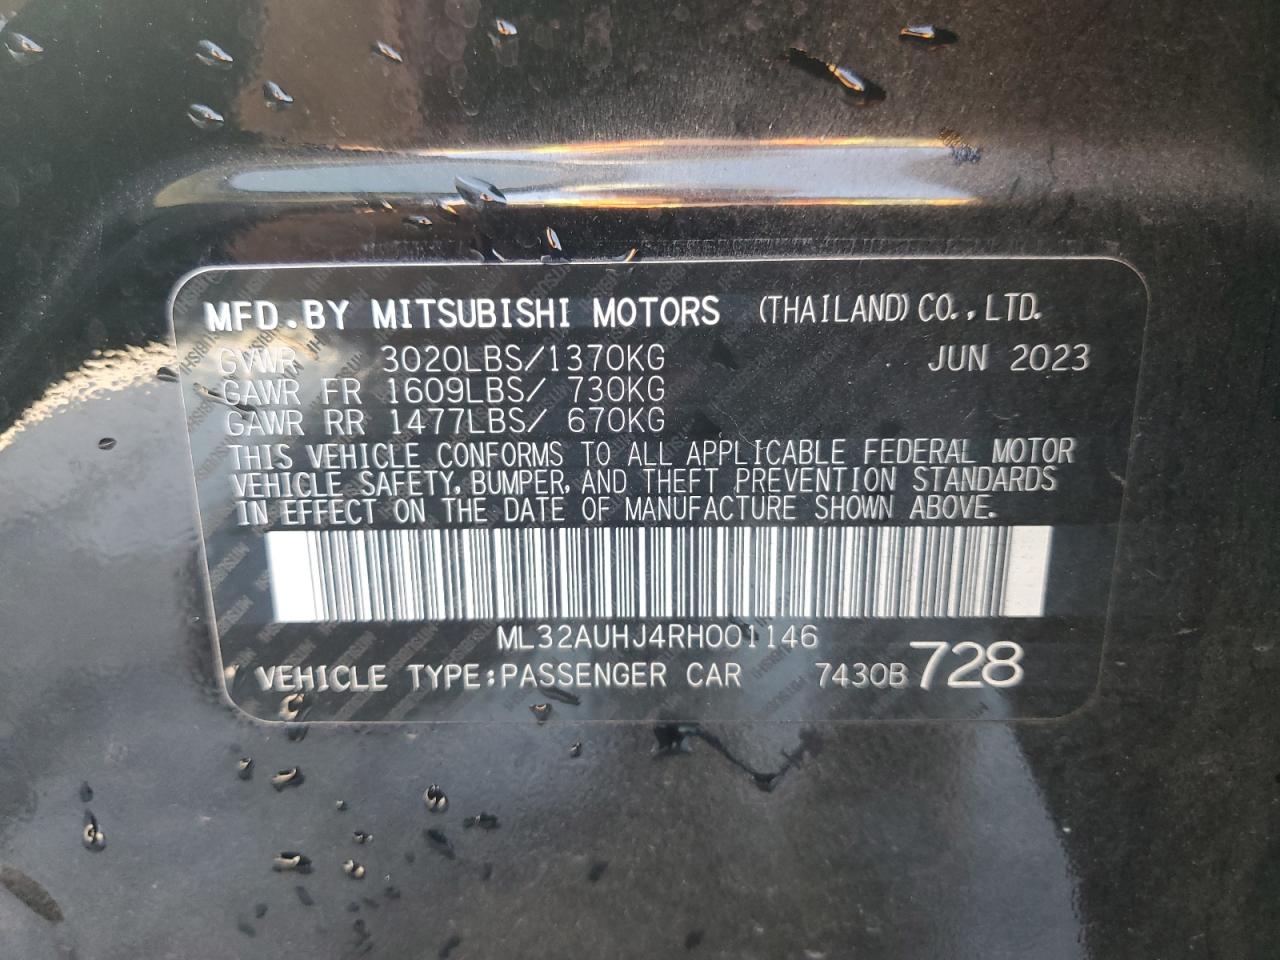 MFD.BY MITSUBISHI MOTORS (THAILAND) CO.,LTD.
GVWR 3020LBS/1370KG JUN 2023
GAWR FR 1609LBS/ 730KG
GAWR RR 1477LBS/ 670KG
THIS VEHICLE CONFORMS TO ALL APPLICABLE FEDERAL MOTOR
VEHICLE SAFETY, BUMPER, AND THEFT PREVENTION STANDARDS
IN EFFECT ON THE DATE OF MANUFACTURE SHOWN ABOVE.
ML32AUHJ4RH001146
VEHICLE TYPE:PASSENGER CAR 7430B 728